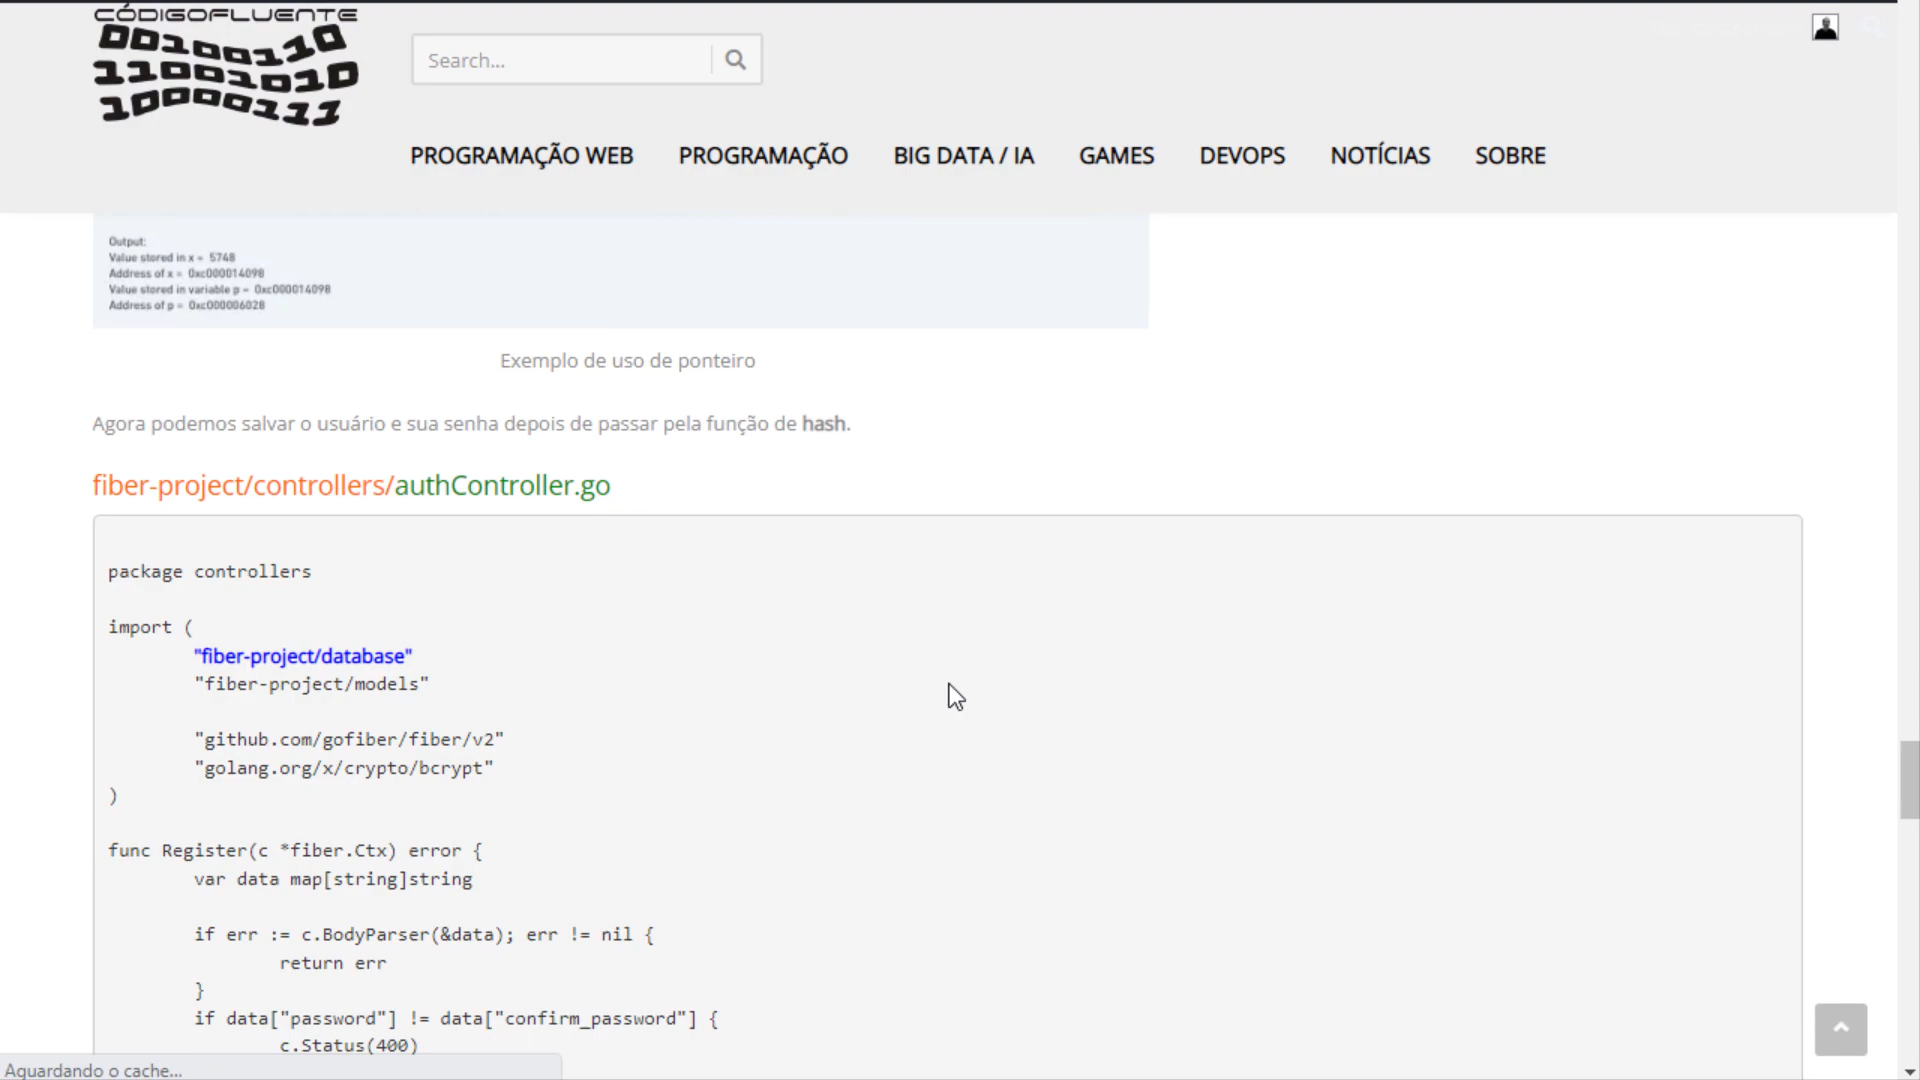 CÓDIGOFLUENTE
00100110
11001010
10000111
Search...
PROGRAMAÇÃO WEB PROGRAMAÇÃO BIG DATA / IA GAMES DEVOPS NOTÍCIAS SOBRE
Output:
Value stored in x = 5748
Address of x = 0xc000014098
Value stored in variable p = 0xc000014098
Address of p = 0xc000006028
Exemplo de uso de ponteiro
Agora podemos salvar o usuário e sua senha depois de passar pela função de hash.
fiber-project/controllers/authController.go
package controllers
import (
"fiber-project/database"
"fiber-project/models"
"github.com/gofiber/fiber/v2"
"golang.org/x/crypto/bcrypt"
)
func Register(c *fiber.Ctx) error {
var data map[string]string
if err := c.BodyParser(&data); err != nil {
return err
}
if data["password"] != data["confirm_password"] {
c.Status(400)
Aguardando o cache...